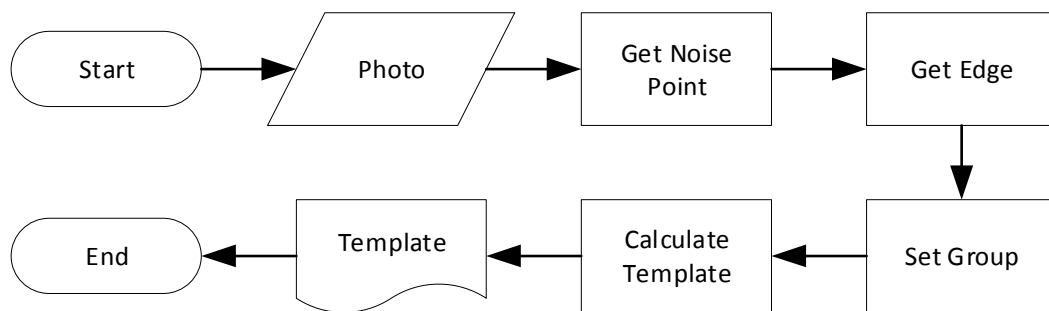 Start
Photo
Get Noise
Point
Get Edge
Set Group
Calculate
Template
Template
End